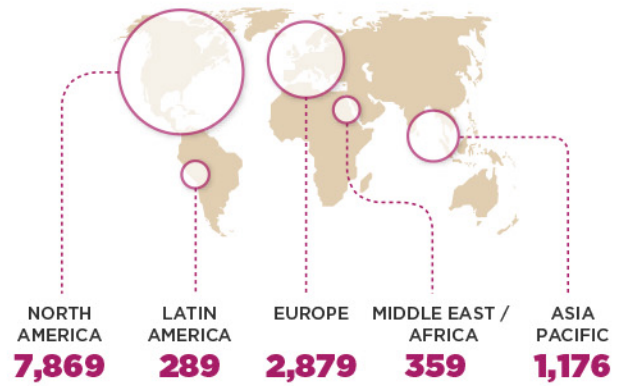 NORTH
AMERICA
7,869
LATIN
AMERICA
289
EUROPE
2,879
MIDDLE EAST /
AFRICA
359
ASIA
PACIFIC
1,176